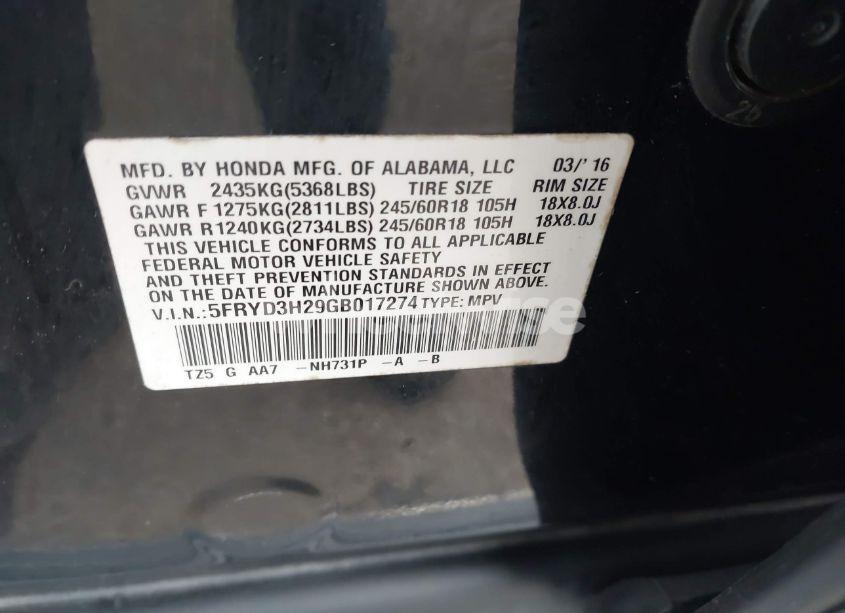 MFD. BY HONDA MFG. OF ALABAMA, LLC 03/' 16
GVWR 2435KG(5368LBS) TIRE SIZE RIM SIZE
GAWR F 1275KG(2811LBS) 245/60R18 105H 18X8.0J
GAWR R1240KG(2734LBS) 245/60R18 105H 18X8.0J
THIS VEHICLE CONFORMS TO ALL APPLICABLE
FEDERAL MOTOR VEHICLE SAFETY
AND THEFT PREVENTION STANDARDS IN EFFECT
ON THE DATE OF MANUFACTURE SHOWN ABOVE.
V.I.N.:5FRYD3H29GB017274 TYPE: MPV
TZ5 G AA7 -NH731P -A -B